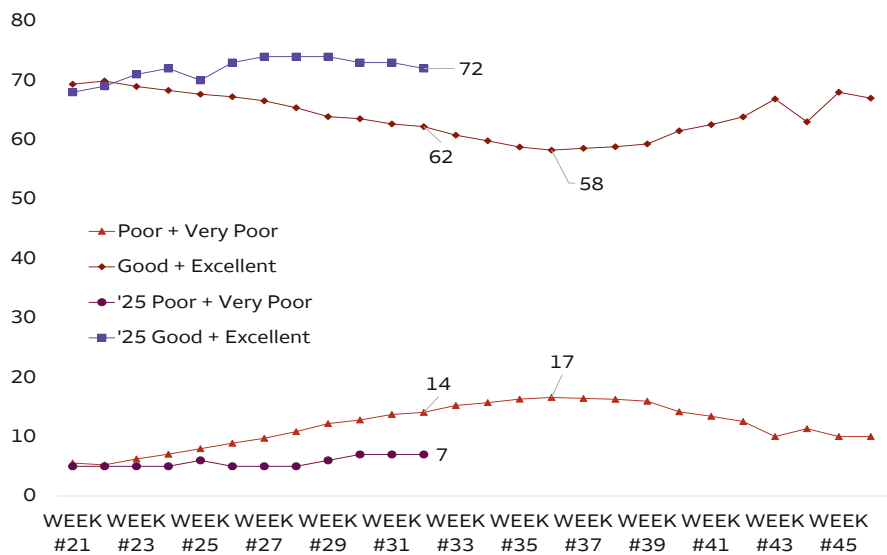 80
70
60
50
40
30
20
10
0
72
62
58
Poor + Very Poor
Good + Excellent
'25 Poor + Very Poor
'25 Good + Excellent
14
17
7
WEEK #21
WEEK #23
WEEK #25
WEEK #27
WEEK #29
WEEK #31
WEEK #33
WEEK #35
WEEK #37
WEEK #39
WEEK #41
WEEK #43
WEEK #45